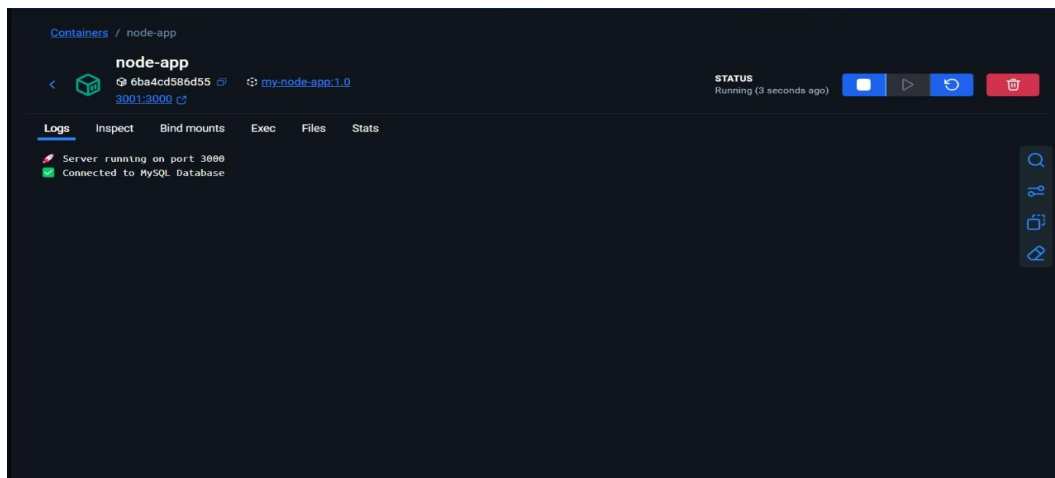 Containers / node-app
node-app
6ba4cd586d55
my-node-app:1.0
3001:3000
STATUS
Running (3 seconds ago)
Logs Inspect Bind mounts Exec Files Stats
🚀 Server running on port 3000
✅ Connected to MySQL Database